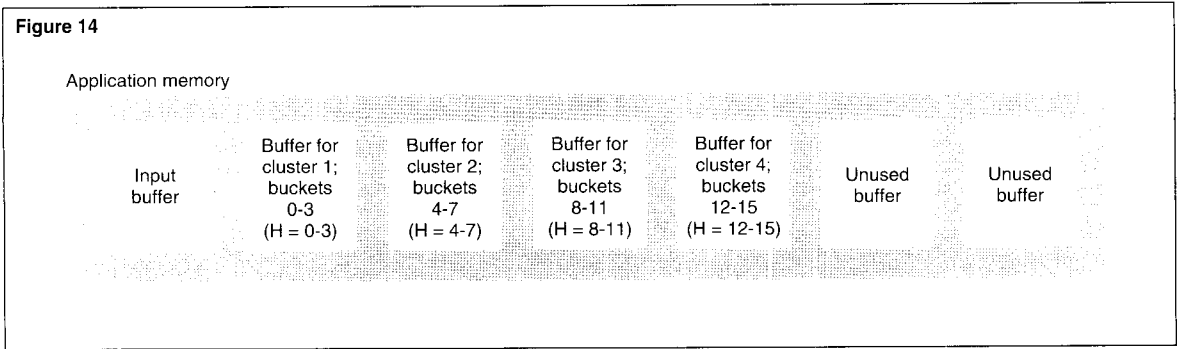 Figure 14
Application memory
Input
buffer
Buffer for
cluster 1;
buckets
0-3
(H = 0-3)
Buffer for
cluster 2;
buckets
4-7
(H = 4-7)
Buffer for
cluster 3;
buckets
8-11
(H = 8-11)
Buffer for
cluster 4;
buckets
12-15
(H = 12-15)
Unused
buffer
Unused
buffer